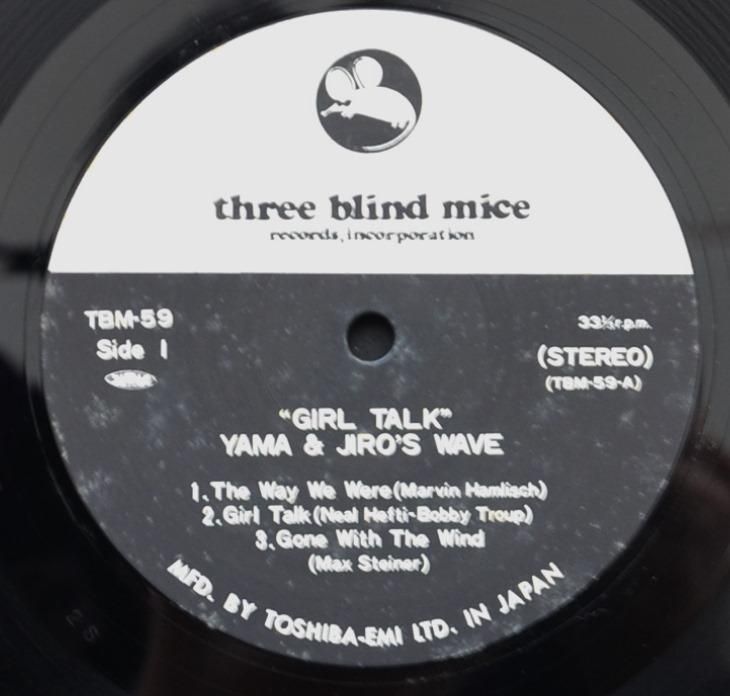 three blind mice
records, incorporation
TBM-59
33⅓r.p.m.
Side 1
(STEREO)
(TBM-59-A)
"GIRL TALK"
YAMA & JIRO'S WAVE
1. The Way We Were (Marvin Hamlisch)
2. Girl Talk (Neal Hefti-Bobby Troup)
3. Gone With The Wind
(Max Steiner)
MFD. BY TOSHIBA-EMI LTD. IN JAPAN